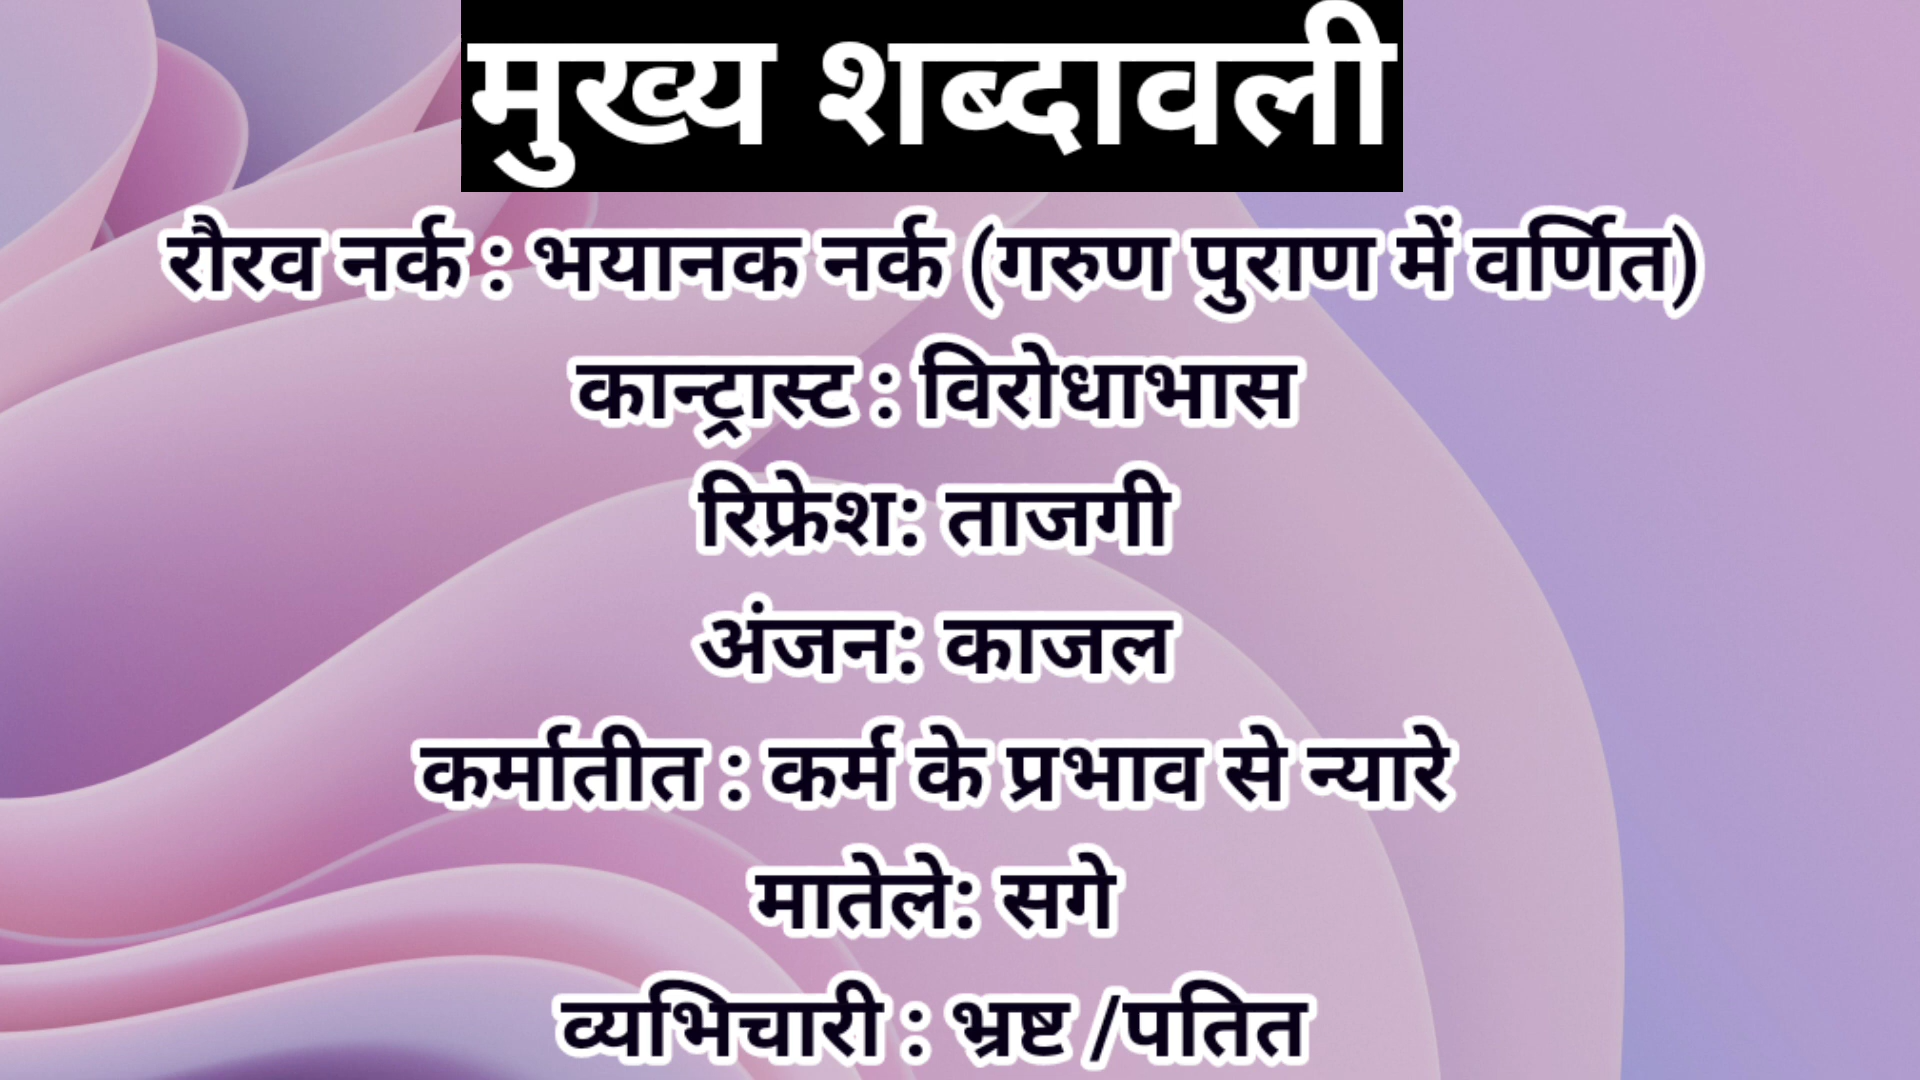 मुख्य शब्दावली
रौरव नर्क : भयानक नर्क (गरुण पुराण में वर्णित)
कान्ट्रास्ट : विरोधाभास
रिफ्रेश: ताजगी
अंजन: काजल
कर्मातीत : कर्म के प्रभाव से न्यारे
मातेले: सगे
व्यभिचारी : भ्रष्ट /पतित